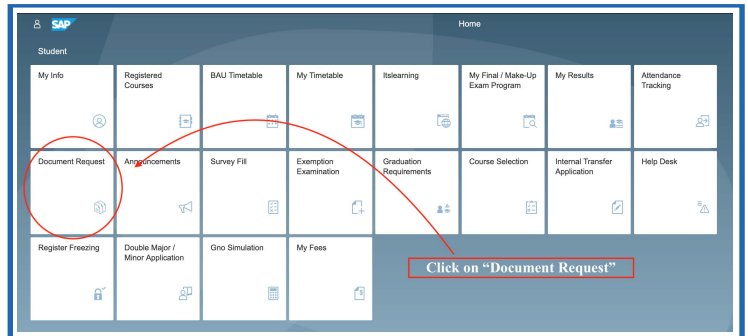 SAP
Home
Student
My Info
Registered
Courses
BAU Timetable
My Timetable
Itslearning
My Final / Make-Up
Exam Program
My Results
Attendance
Tracking
Document Request
Announcements
Survey Fill
Exemption
Examination
Graduation
Requirements
Course Selection
Internal Transfer
Application
Help Desk
Register Freezing
Double Major /
Minor Application
Gno Simulation
My Fees
Click on “Document Request”